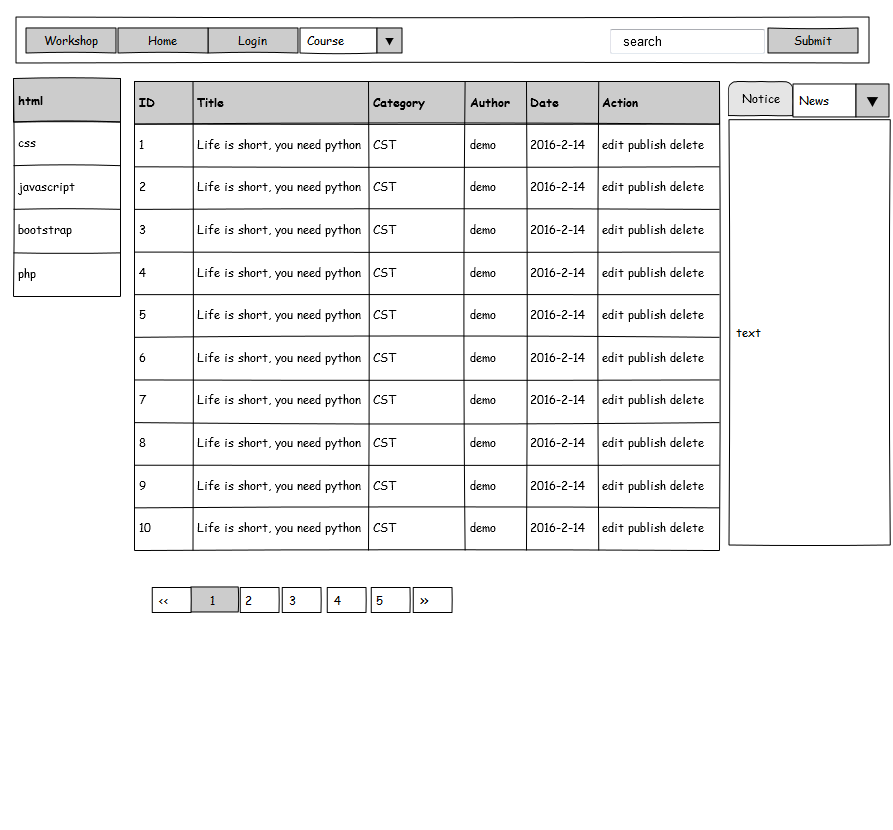 Workshop Home Login Course ▼ search Submit
html
css
javascript
bootstrap
php
ID Title Category Author Date Action
1 Life is short, you need python CST demo 2016-2-14 edit publish delete
2 Life is short, you need python CST demo 2016-2-14 edit publish delete
3 Life is short, you need python CST demo 2016-2-14 edit publish delete
4 Life is short, you need python CST demo 2016-2-14 edit publish delete
5 Life is short, you need python CST demo 2016-2-14 edit publish delete
6 Life is short, you need python CST demo 2016-2-14 edit publish delete
7 Life is short, you need python CST demo 2016-2-14 edit publish delete
8 Life is short, you need python CST demo 2016-2-14 edit publish delete
9 Life is short, you need python CST demo 2016-2-14 edit publish delete
10 Life is short, you need python CST demo 2016-2-14 edit publish delete
Notice News ▼
text
<< 1 2 3 4 5 >>